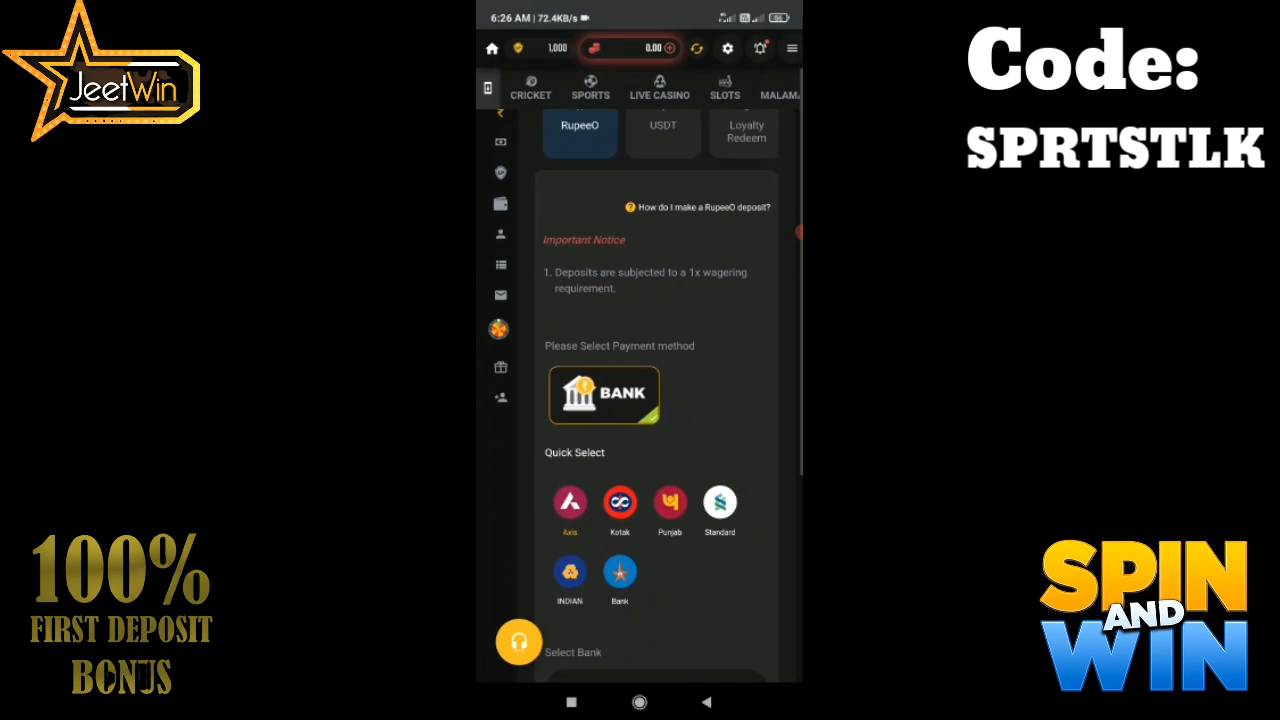 JeetWin
Code:
SPRTSTLK
6:26 AM | 72.4KB/s
1,000
0.00
CRICKET
SPORTS
LIVE CASINO
SLOTS
RupeeO
USDT
Loyalty
Redeem
How do I make a RupeeO deposit?
Important Notice
1. Deposits are subjected to a 1x wagering
requirement.
Please Select Payment method
BANK
Quick Select
Axis
Kotak
Punjab
Standard
INDIAN
Bank
Select Bank
100%
FIRST DEPOSIT
BONUS
SPIN
AND
WIN